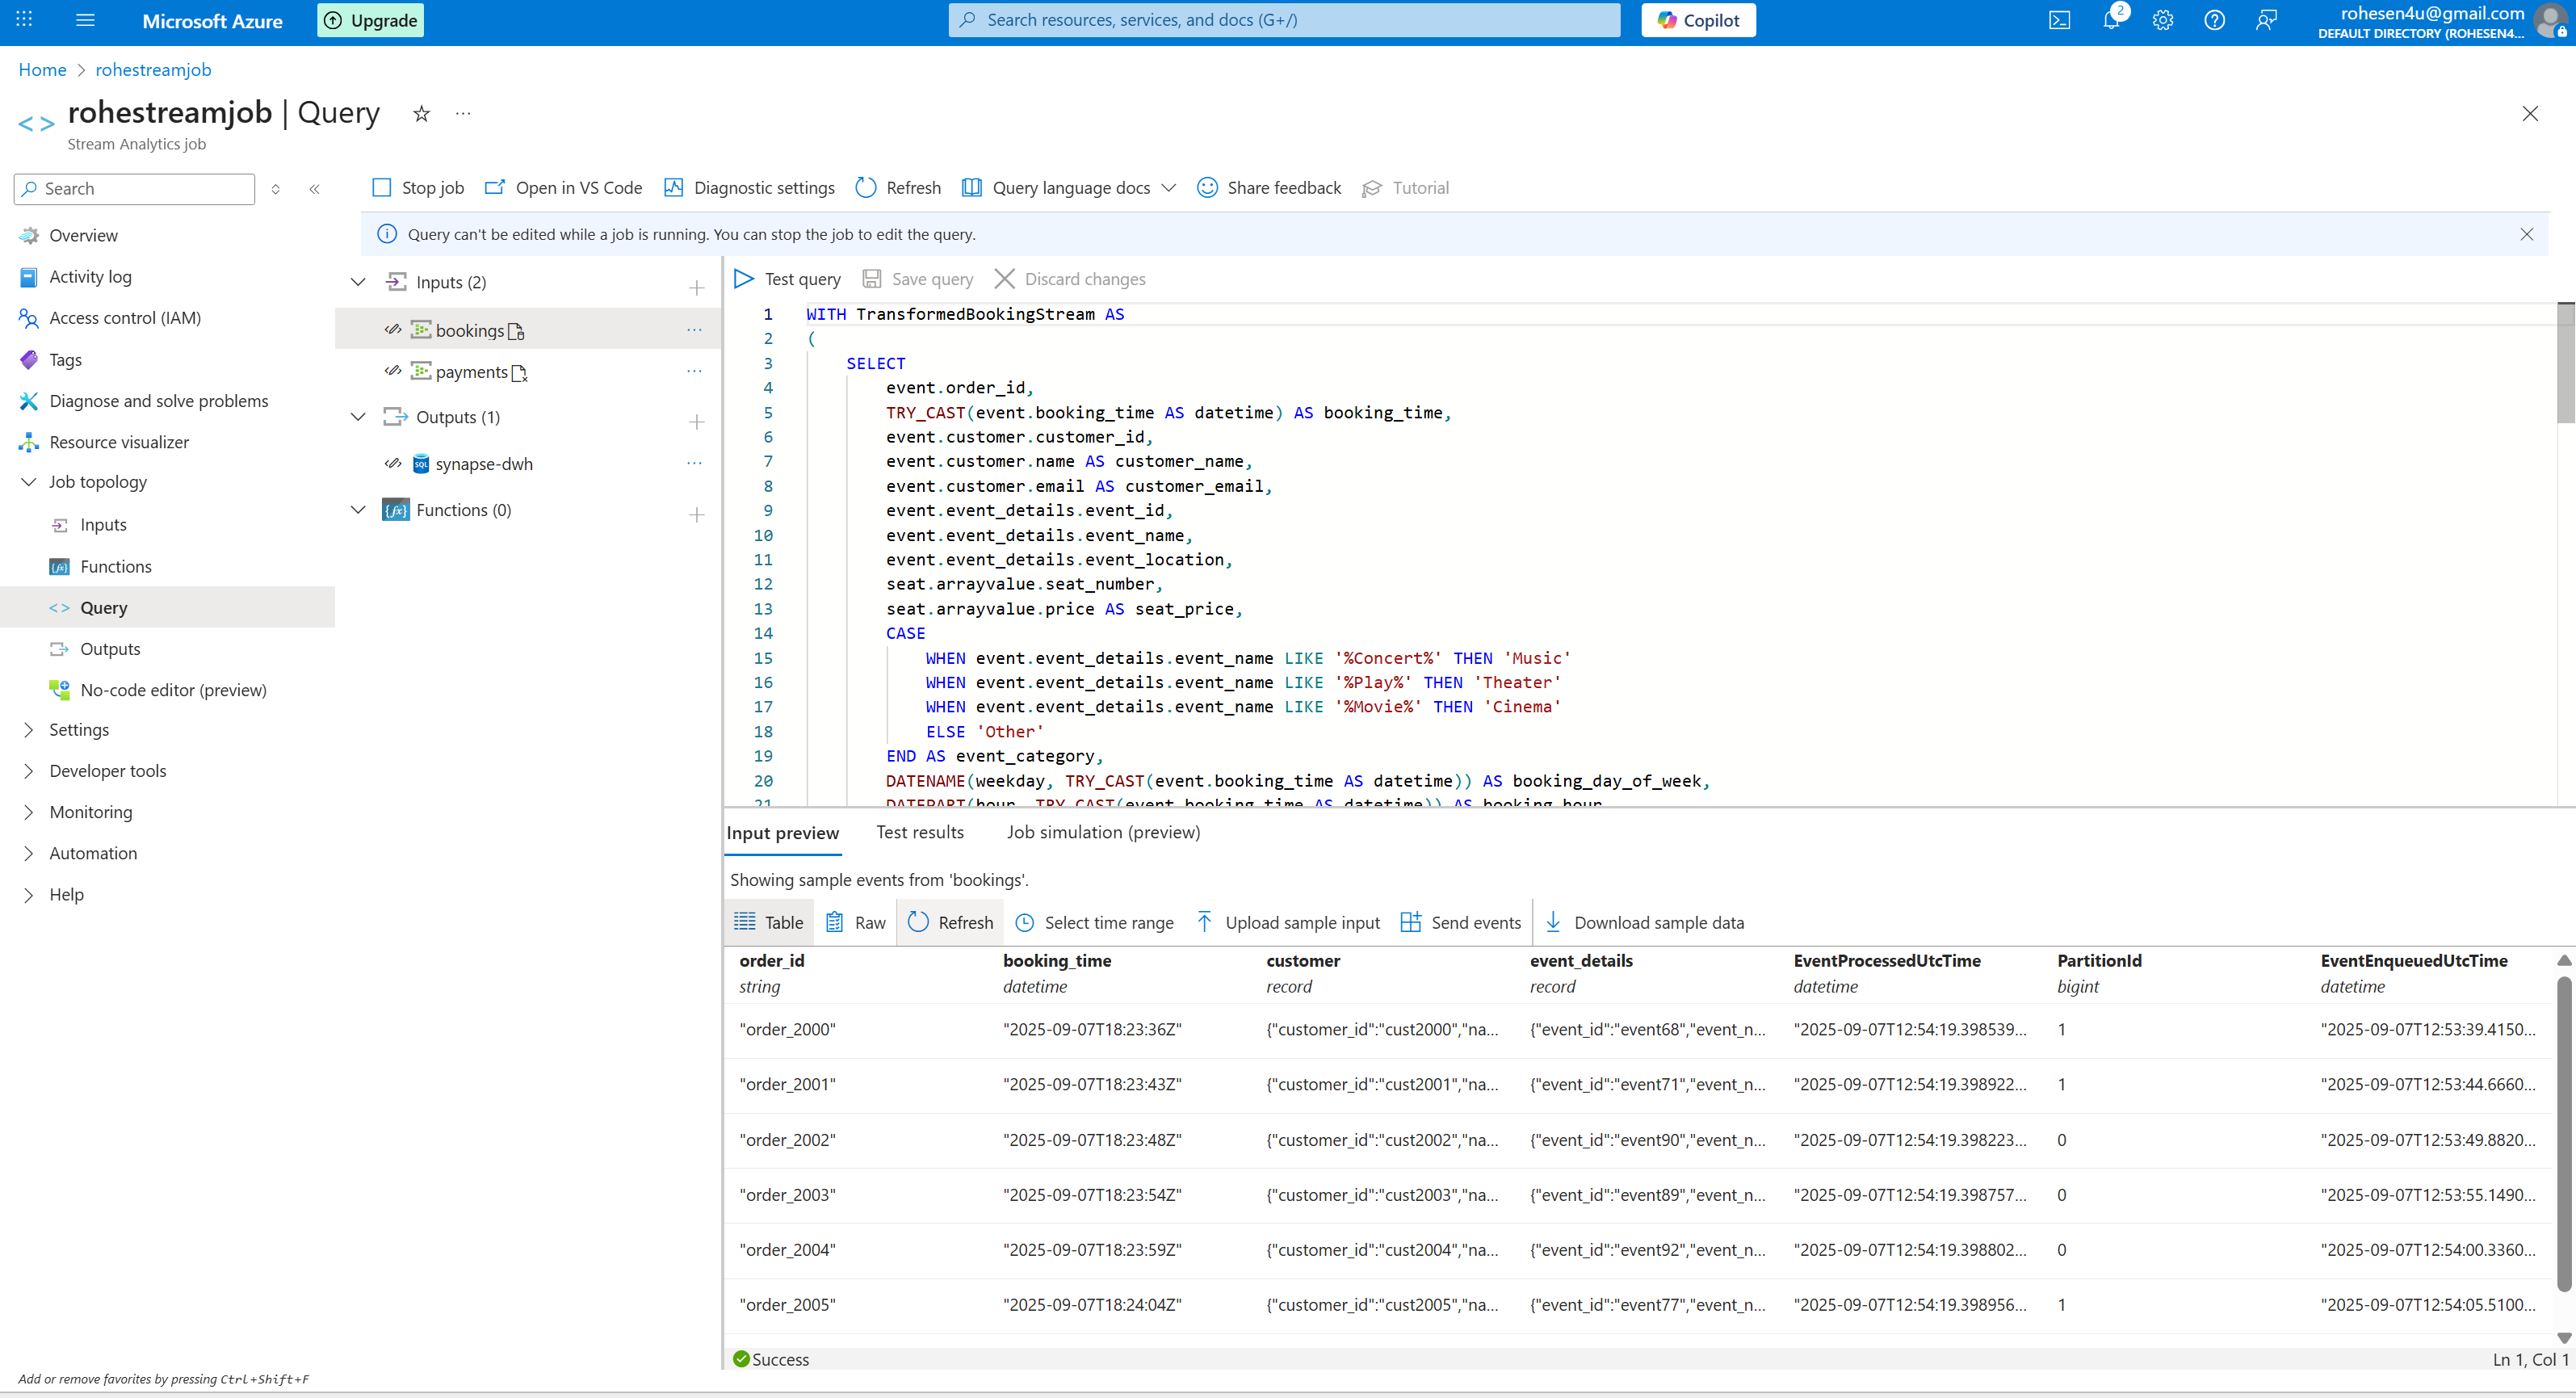 Microsoft Azure
Upgrade
Search resources, services, and docs (G+/)
Copilot
2
rohesen4u@gmail.com
DEFAULT DIRECTORY (ROHESEN4...
Home > rohestreamjob
rohestreamjob | Query
Stream Analytics job
Search
Stop job
Open in VS Code
Diagnostic settings
Refresh
Query language docs
Share feedback
Tutorial
Query can't be edited while a job is running. You can stop the job to edit the query.
Overview
Activity log
Access control (IAM)
Tags
Diagnose and solve problems
Resource visualizer
Job topology
Inputs
Functions
Query
Outputs
No-code editor (preview)
Settings
Developer tools
Monitoring
Automation
Help
Add or remove favorites by pressing Ctrl+Shift+F
Inputs (2)
bookings
payments
Outputs (1)
SQL synapse-dwh
Functions (0)
Test query
Save query
Discard changes
1 WITH TransformedBookingStream AS
2 (
3 SELECT
4 event.order_id,
5 TRY_CAST(event.booking_time AS datetime) AS booking_time,
6 event.customer.customer_id,
7 event.customer.name AS customer_name,
8 event.customer.email AS customer_email,
9 event.event_details.event_id,
10 event.event_details.event_name,
11 event.event_details.event_location,
12 seat.arrayvalue.seat_number,
13 seat.arrayvalue.price AS seat_price,
14 CASE
15 WHEN event.event_details.event_name LIKE '%Concert%' THEN 'Music'
16 WHEN event.event_details.event_name LIKE '%Play%' THEN 'Theater'
17 WHEN event.event_details.event_name LIKE '%Movie%' THEN 'Cinema'
18 ELSE 'Other'
19 END AS event_category,
20 DATENAME(weekday, TRY_CAST(event.booking_time AS datetime)) AS booking_day_of_week,
21 DATEPART(hour, TRY_CAST(event.booking_time AS datetime)) AS booking_hour
Input preview
Test results
Job simulation (preview)
Showing sample events from 'bookings'.
Table
Raw
Refresh
Select time range
Upload sample input
Send events
Download sample data
order_id booking_time customer event_details EventProcessedUtcTime PartitionId EventEnqueuedUtcTime
string datetime record record datetime bigint datetime
"order_2000" "2025-09-07T18:23:36Z" {"customer_id":"cust2000","na... {"event_id":"event68","event_n... "2025-09-07T12:54:19.398539... 1 "2025-09-07T12:53:39.4150...
"order_2001" "2025-09-07T18:23:43Z" {"customer_id":"cust2001","na... {"event_id":"event71","event_n... "2025-09-07T12:54:19.398922... 1 "2025-09-07T12:53:44.6660...
"order_2002" "2025-09-07T18:23:48Z" {"customer_id":"cust2002","na... {"event_id":"event90","event_n... "2025-09-07T12:54:19.398223... 0 "2025-09-07T12:53:49.8820...
"order_2003" "2025-09-07T18:23:54Z" {"customer_id":"cust2003","na... {"event_id":"event89","event_n... "2025-09-07T12:54:19.398757... 0 "2025-09-07T12:53:55.1490...
"order_2004" "2025-09-07T18:23:59Z" {"customer_id":"cust2004","na... {"event_id":"event92","event_n... "2025-09-07T12:54:19.398802... 0 "2025-09-07T12:54:00.3360...
"order_2005" "2025-09-07T18:24:04Z" {"customer_id":"cust2005","na... {"event_id":"event77","event_n... "2025-09-07T12:54:19.398956... 1 "2025-09-07T12:54:05.5100...
Success
Ln 1, Col 1